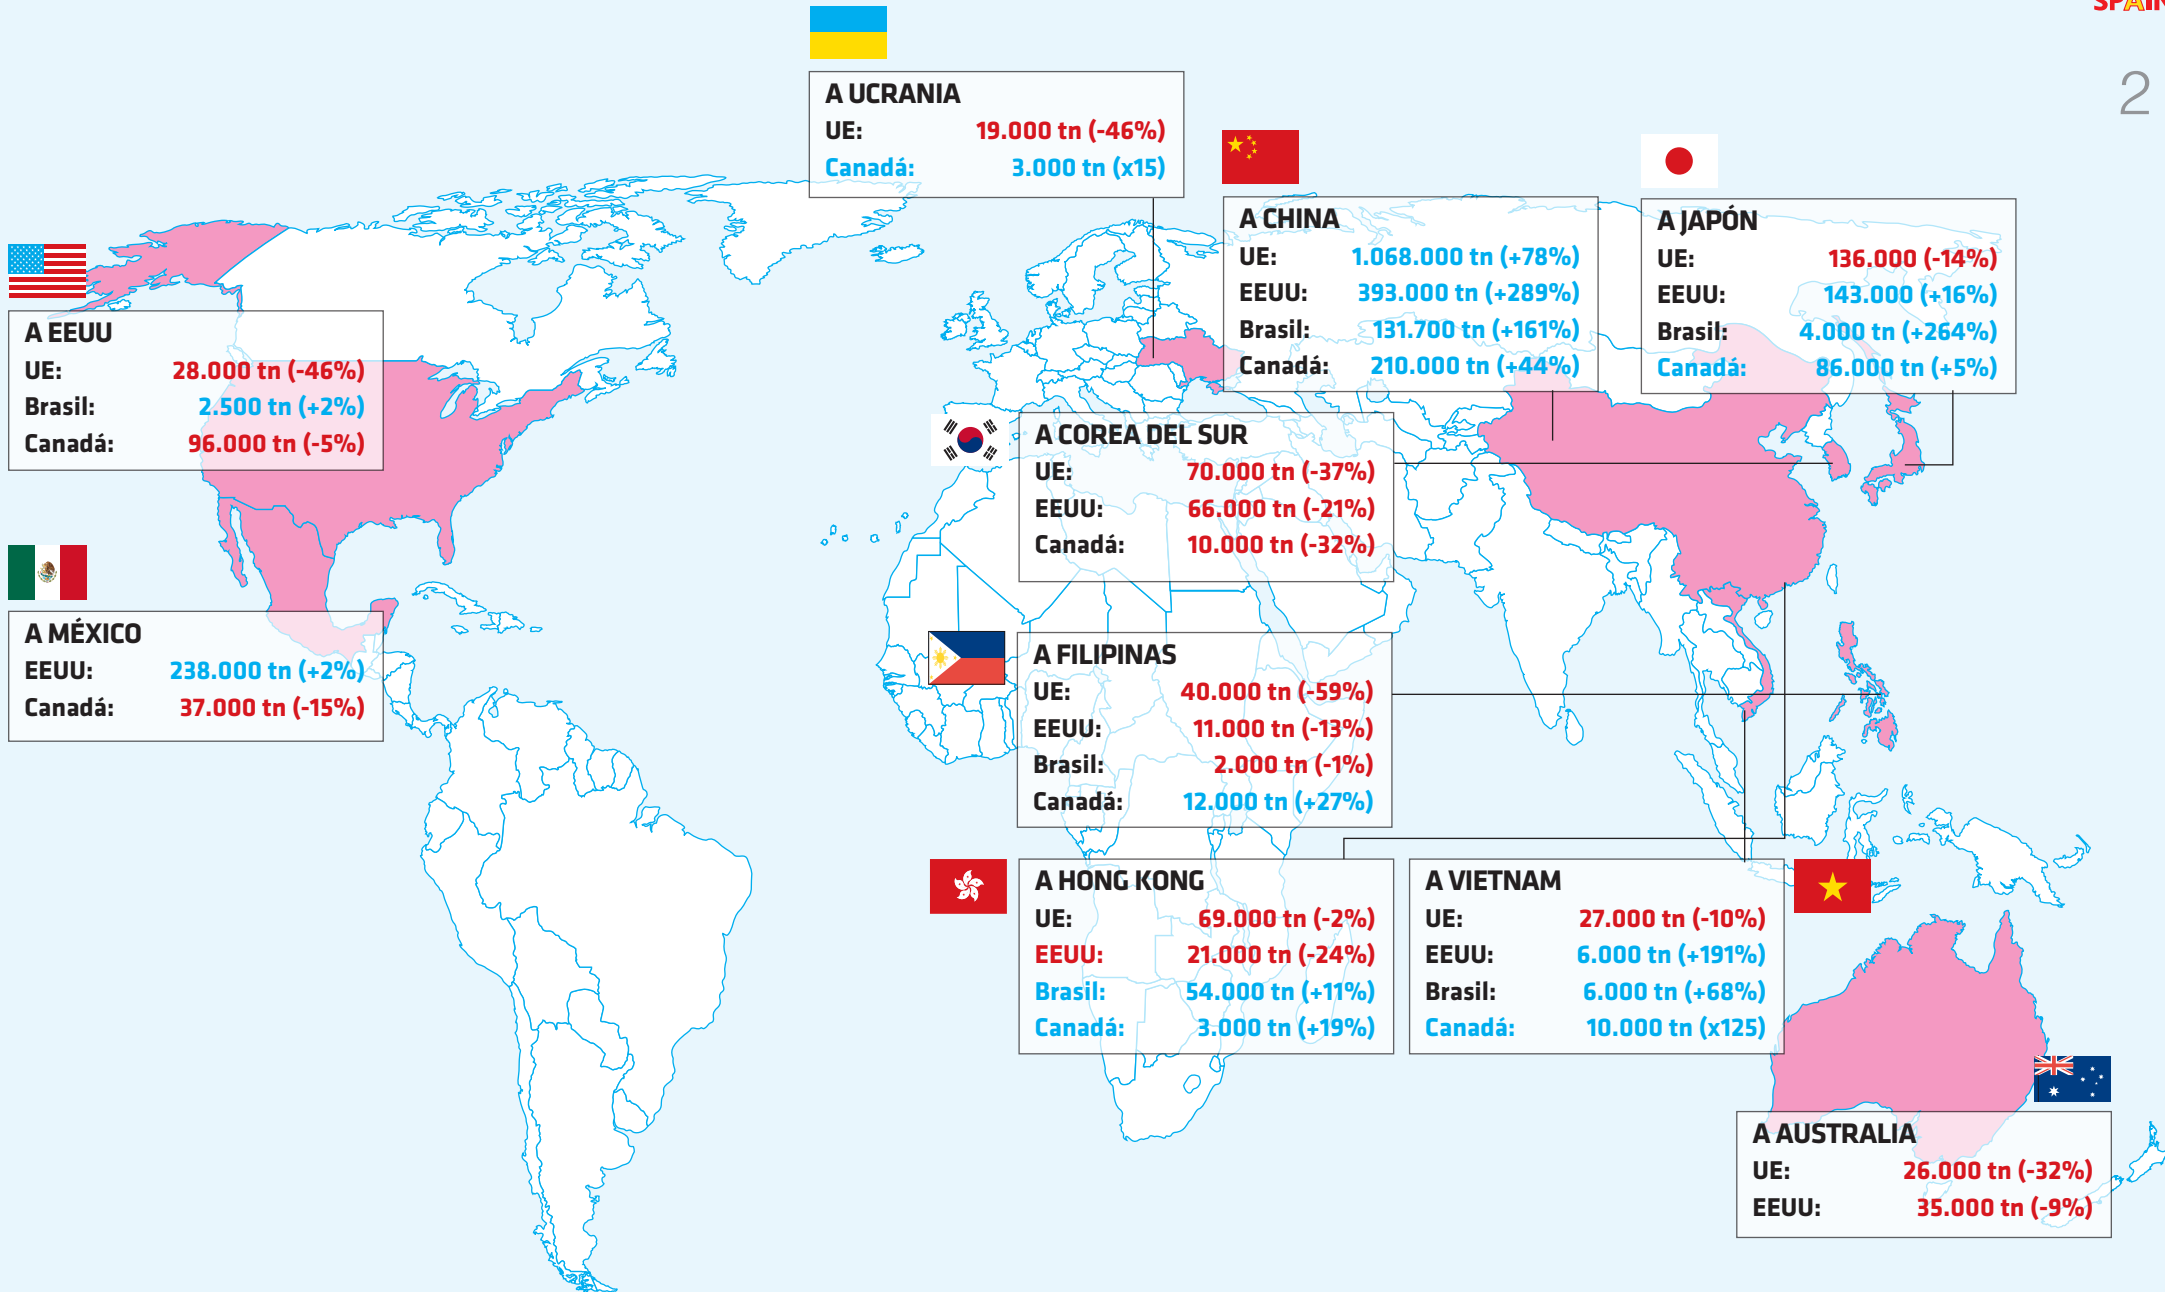 SPAIN
2
A UCRANIA
UE: 19.000 tn (-46%)
Canadá: 3.000 tn (x15)
A CHINA
UE: 1.068.000 tn (+78%)
EEUU: 393.000 tn (+289%)
Brasil: 131.700 tn (+161%)
Canadá: 210.000 tn (+44%)
A JAPÓN
UE: 136.000 (-14%)
EEUU: 143.000 (+16%)
Brasil: 4.000 tn (+264%)
Canadá: 86.000 tn (+5%)
A EEUU
UE: 28.000 tn (-46%)
Brasil: 2.500 tn (+2%)
Canadá: 96.000 tn (-5%)
A COREA DEL SUR
UE: 70.000 tn (-37%)
EEUU: 66.000 tn (-21%)
Canadá: 10.000 tn (-32%)
A MÉXICO
EEUU: 238.000 tn (+2%)
Canadá: 37.000 tn (-15%)
A FILIPINAS
UE: 40.000 tn (-59%)
EEUU: 11.000 tn (-13%)
Brasil: 2.000 tn (-1%)
Canadá: 12.000 tn (+27%)
A HONG KONG
UE: 69.000 tn (-2%)
EEUU: 21.000 tn (-24%)
Brasil: 54.000 tn (+11%)
Canadá: 3.000 tn (+19%)
A VIETNAM
UE: 27.000 tn (-10%)
EEUU: 6.000 tn (+191%)
Brasil: 6.000 tn (+68%)
Canadá: 10.000 tn (x125)
A AUSTRALIA
UE: 26.000 tn (-32%)
EEUU: 35.000 tn (-9%)